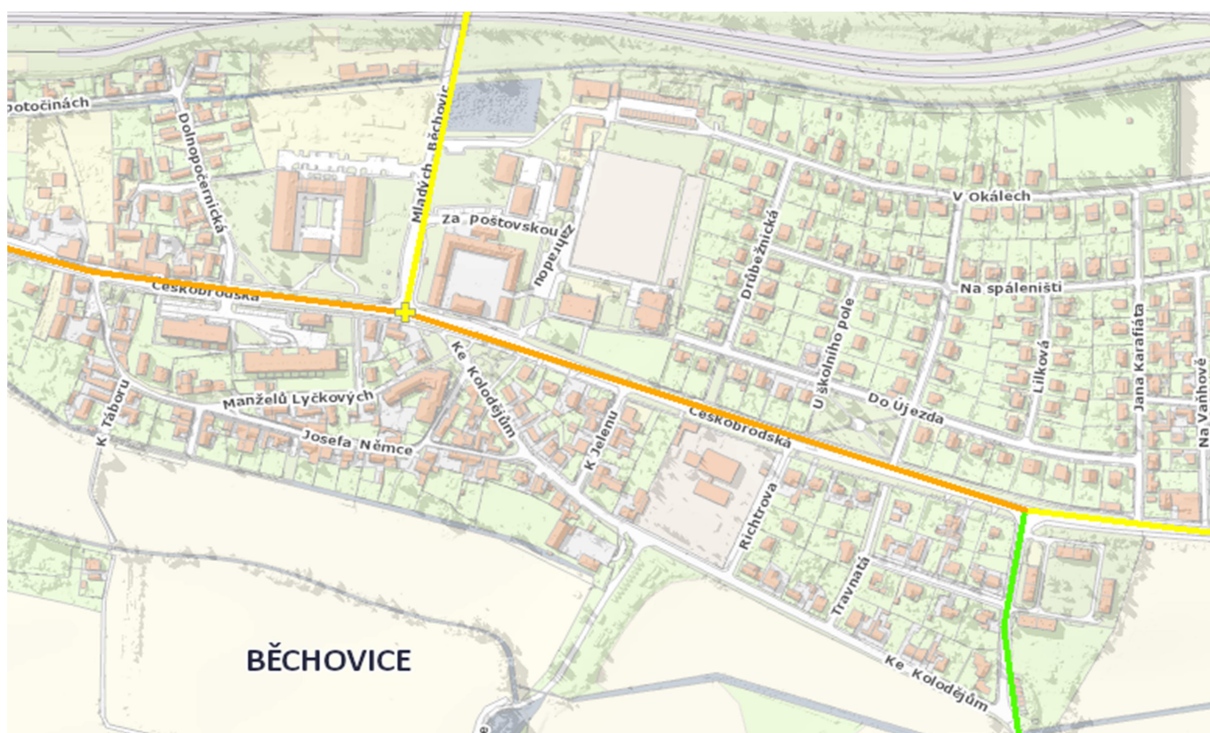 potočinách
Dolnopočernická
Mladých Běchovic
Za poštovskou
zahradou
V Okálech
Drůbežnická
Na spáleništi
Českobrodská
U školního pole
Lilková
Jana Karafiáta
Na Vaňhově
Ke Kolodějům
Manželů Lyčkových
Do Újezda
K Táboru
Josefa Němce
K Jelenu
Českobrodská
Richtrova
Travnatá
BĚCHOVICE
Ke Kolodějům
e